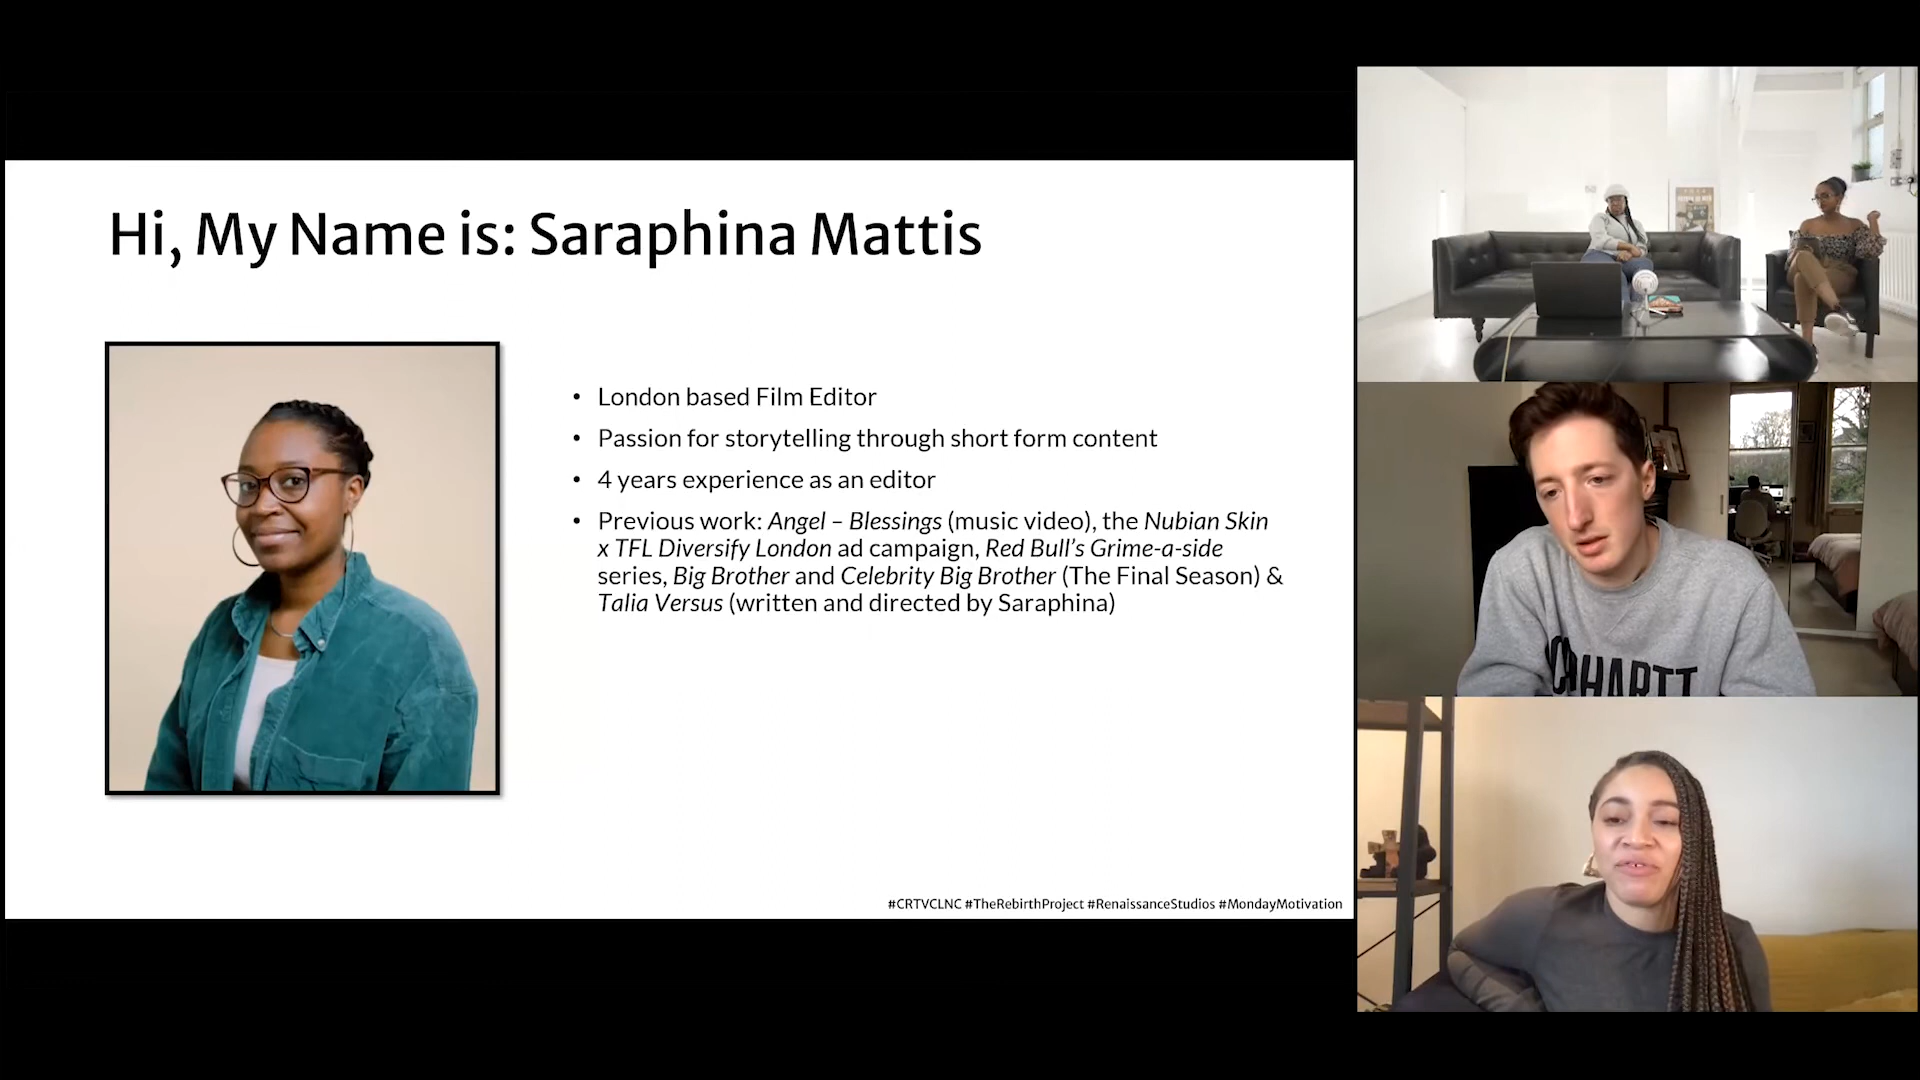 Hi, My Name is: Saraphina Mattis
• London based Film Editor
• Passion for storytelling through short form content
• 4 years experience as an editor
• Previous work: Angel – Blessings (music video), the Nubian Skin
x TFL Diversify London ad campaign, Red Bull's Grime-a-side
series, Big Brother and Celebrity Big Brother (The Final Season) &
Talia Versus (written and directed by Saraphina)
#CRTVCLNC #TheRebirthProject #RenaissanceStudios #MondayMotivation